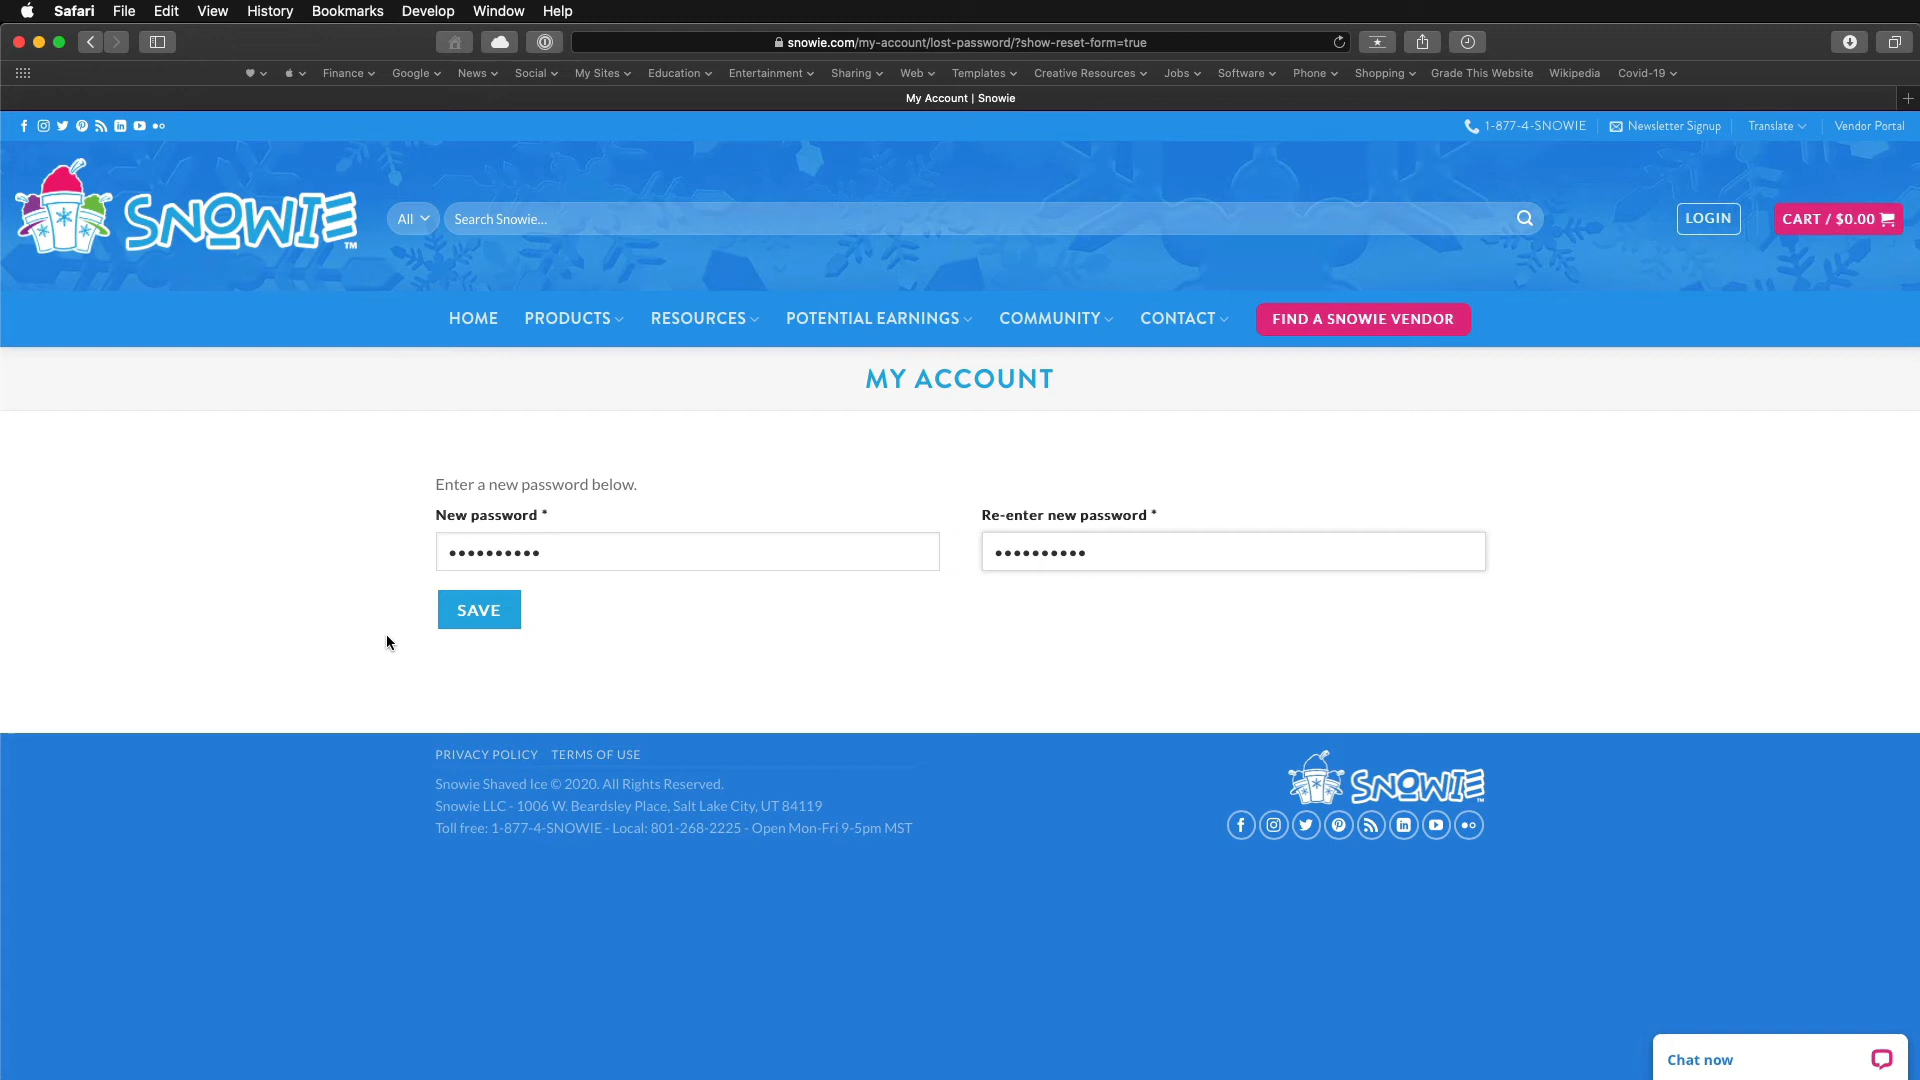 Safari File Edit View History Bookmarks Develop Window Help
snowie.com/my-account/lost-password/?show-reset-form=true
Finance Google News Social My Sites Education Entertainment Sharing Web Templates Creative Resources Jobs Software Phone Shopping Grade This Website Wikipedia Covid-19
My Account | Snowie
1-877-4-SNOWIE Newsletter Signup Translate Vendor Portal
SNOWIE TM All Search Snowie... LOGIN CART / $0.00
HOME PRODUCTS RESOURCES POTENTIAL EARNINGS COMMUNITY CONTACT FIND A SNOWIE VENDOR
MY ACCOUNT
Enter a new password below.
New password * Re-enter new password *
SAVE
PRIVACY POLICY TERMS OF USE
Snowie Shaved Ice © 2020. All Rights Reserved.
Snowie LLC - 1006 W. Beardsley Place, Salt Lake City, UT 84119
Toll free: 1-877-4-SNOWIE - Local: 801-268-2225 - Open Mon-Fri 9-5pm MST
SNOWIE
Chat now